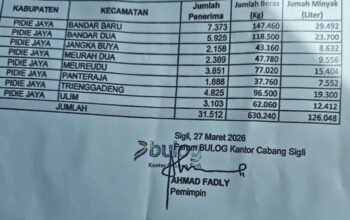 KABUPATEN KECAMATAN Jumlah Penerima Jumlah Beras (Kg) Jumah Minyak (Liter)
PIDIE JAYA BANDAR BARU 7.373 147.460 29.492
PIDIE JAYA BANDAR DUA 5.925 118.500 23.700
PIDIE JAYA JANGKA BUYA 2.158 43.160 8.632
PIDIE JAYA MEURAH DUA 2.389 47.780 9.556
PIDIE JAYA MEUREUDU 3.851 77.020 15.404
PIDIE JAYA PANTERAJA 1.888 37.760 7.552
PIDIE JAYA TRIENGGADENG 4.825 96.500 19.300
PIDIE JAYA ULIM 3.103 62.060 12.412
JUMLAH 31.512 630.240 126.048
Sigli, 27 Maret 2026
Perum BULOG Kantor Cabang Sigli
bulog
Kantor
AHMAD FADLY
Pemimpin